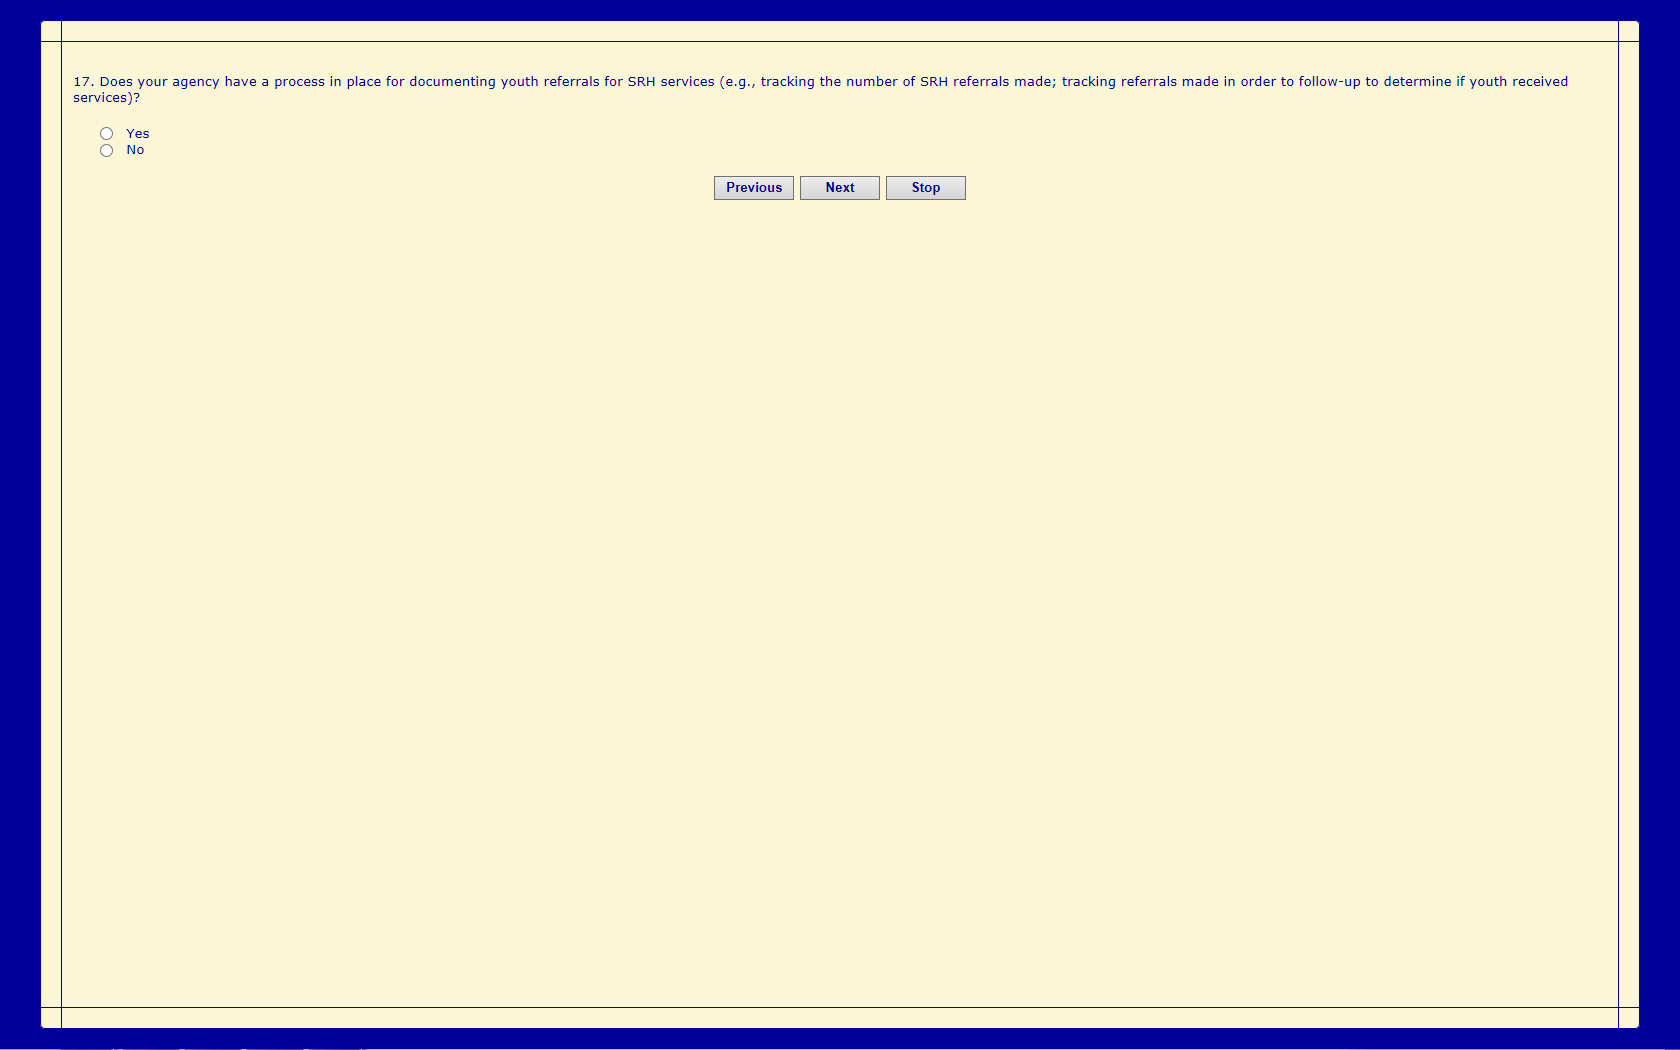 17. Does your agency have a process in place for documenting youth referrals for SRH services (e.g., tracking the number of SRH referrals made; tracking referrals made in order to follow-up to determine if youth received
services)?
Yes
No
Previous Next Stop